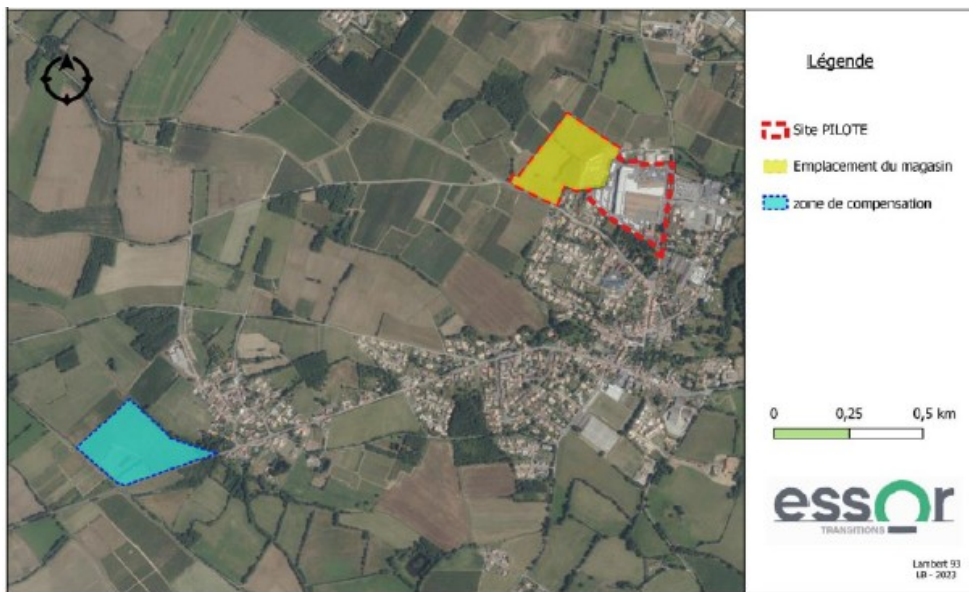 Légende
Site PILOTE
Emplacement du magasin
zone de compensation
0 0,25 0,5 km
essor
TRANSITIONS
Lambert 93
LB - 2023